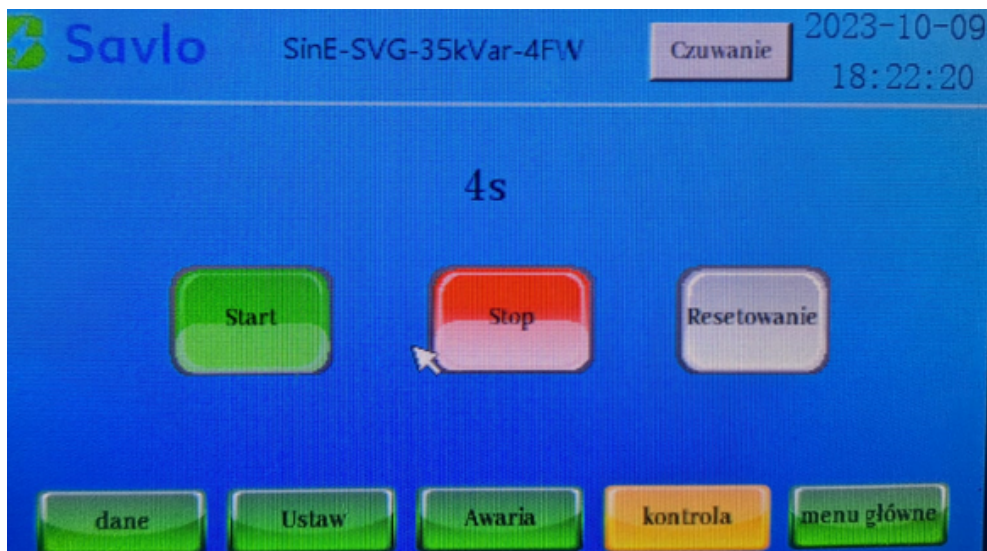 Savlo SinE-SVG-35kVar-4FW Czuwanie 2023-10-09
18:22:20
4s
Start Stop Resetowanie
dane Ustaw Awaria kontrola menu główne